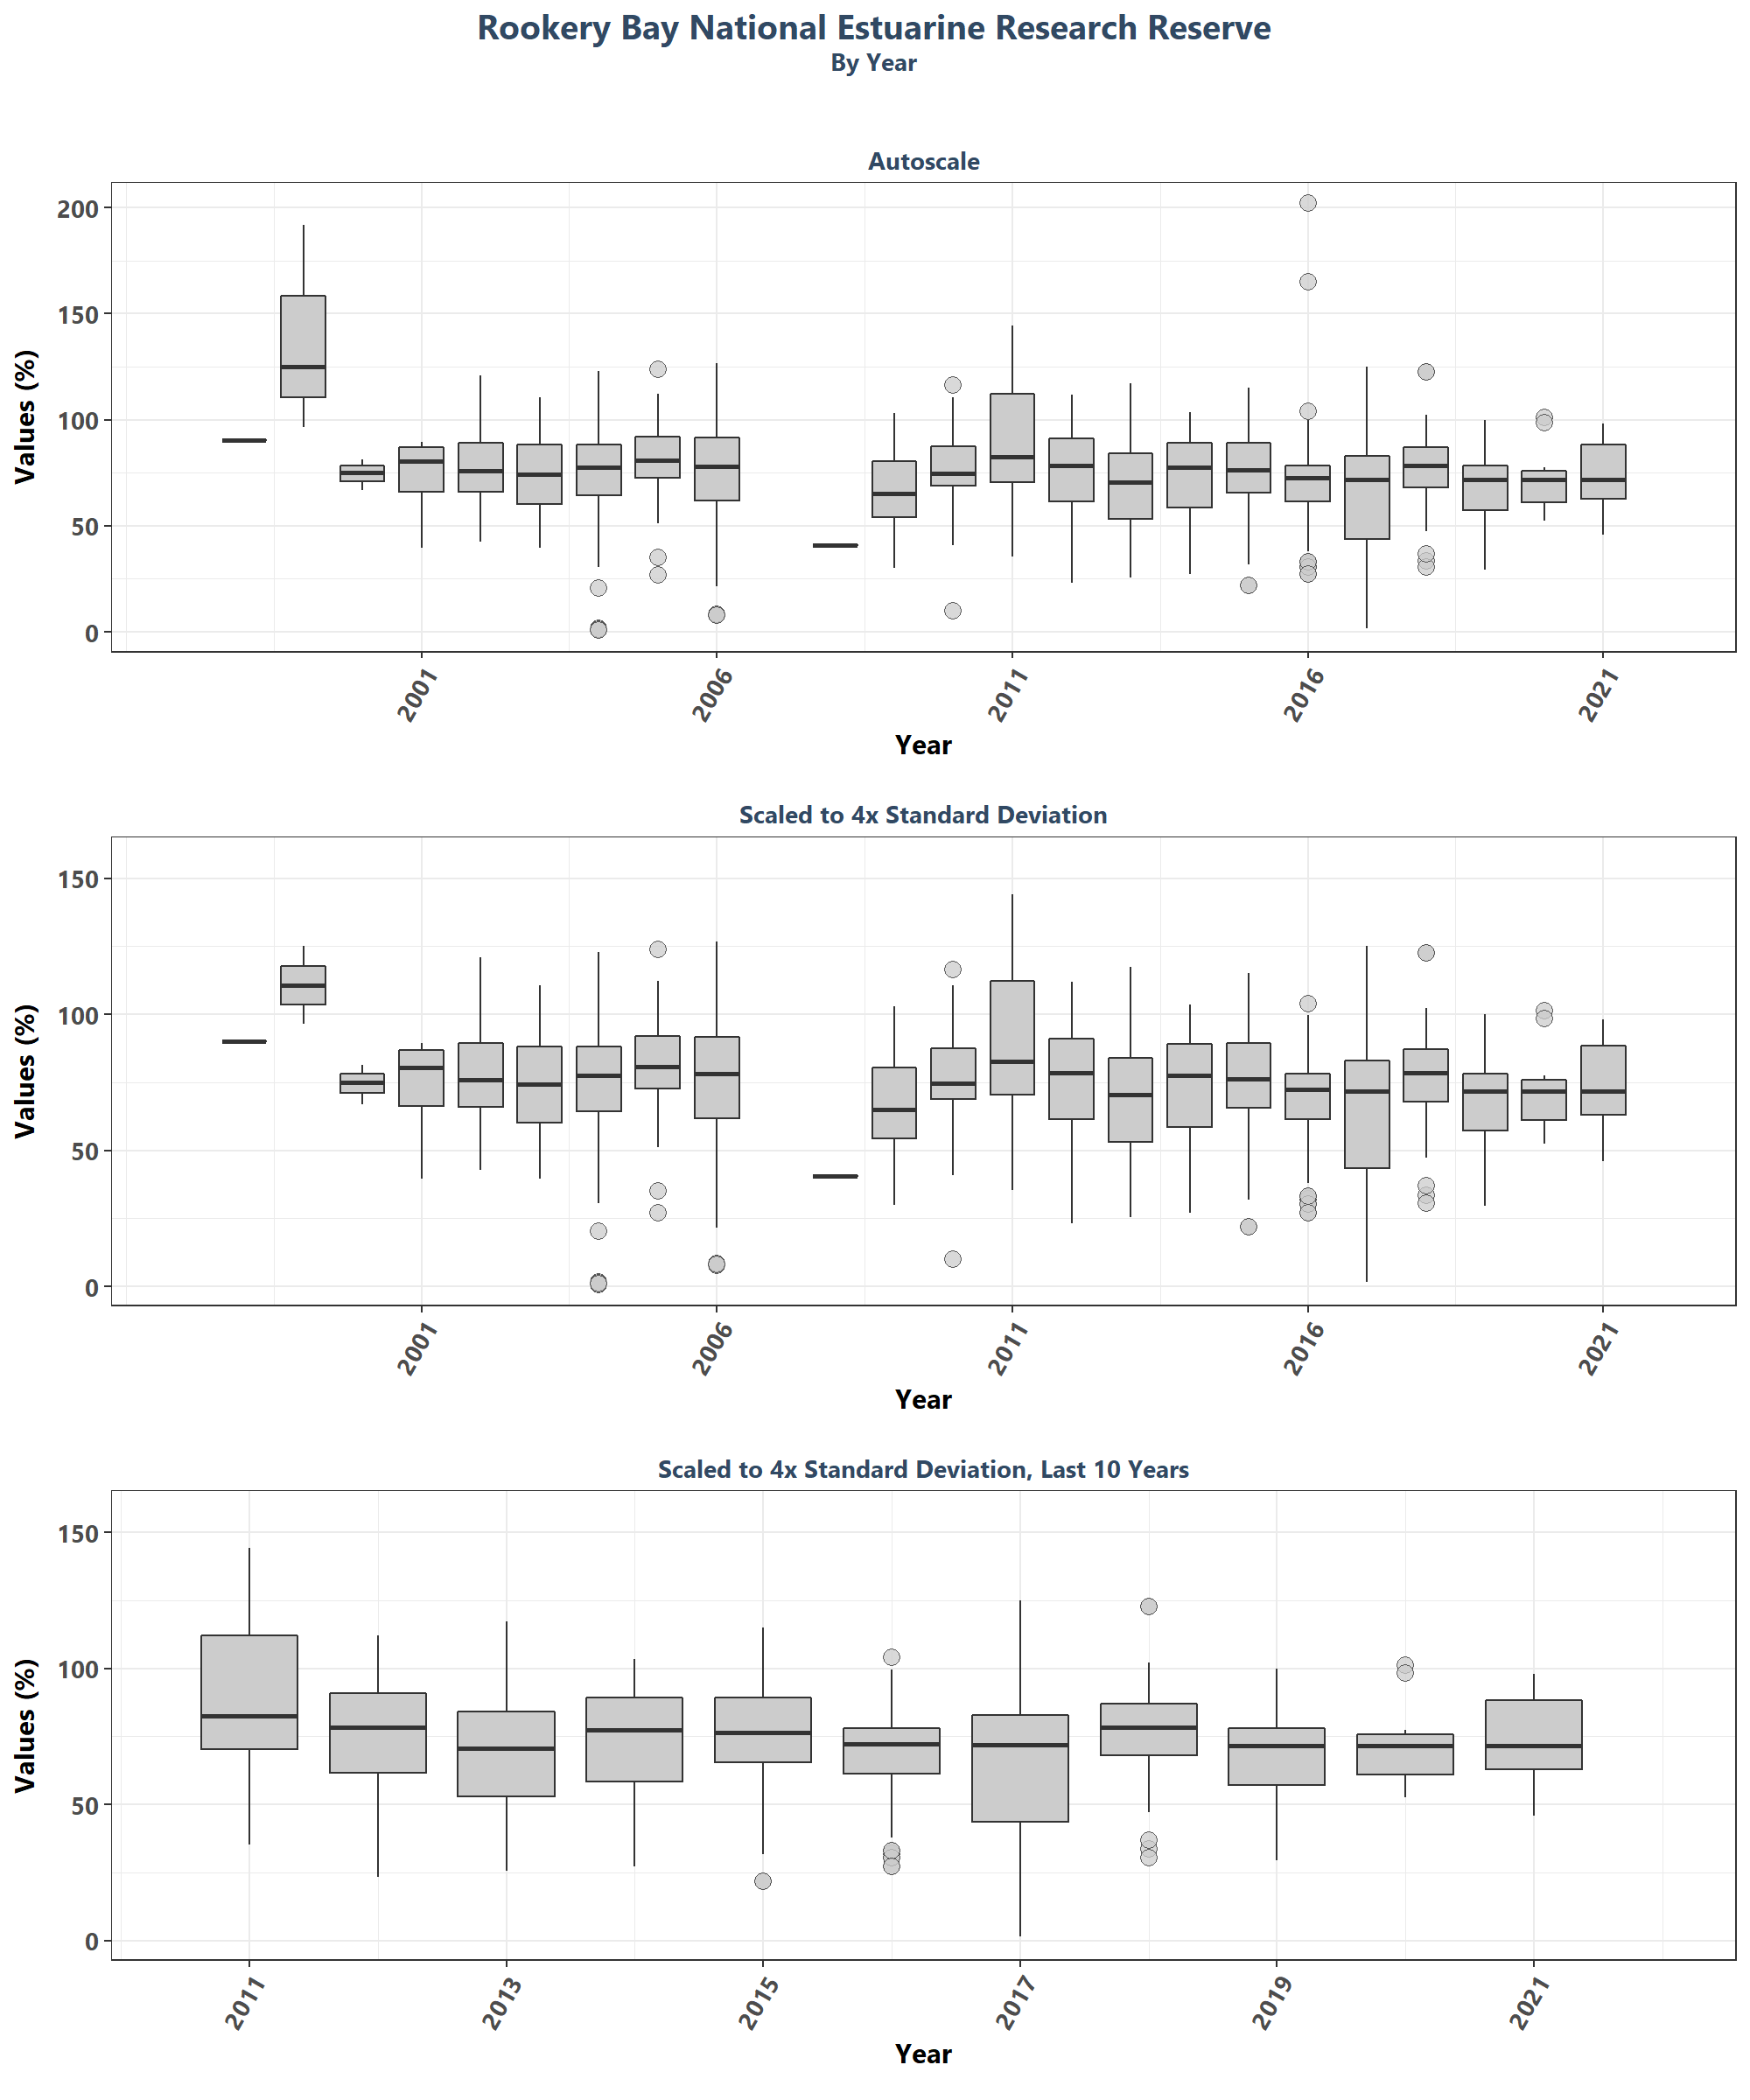 Rookery Bay National Estuarine Research Reserve
By Year
Autoscale
Values (%)
200
150
100
50
0
2001
2006
2011
2016
2021
Year
Scaled to 4x Standard Deviation
Values (%)
150
100
50
0
2001
2006
2011
2016
2021
Year
Scaled to 4x Standard Deviation, Last 10 Years
Values (%)
150
100
50
0
2011
2013
2015
2017
2019
2021
Year